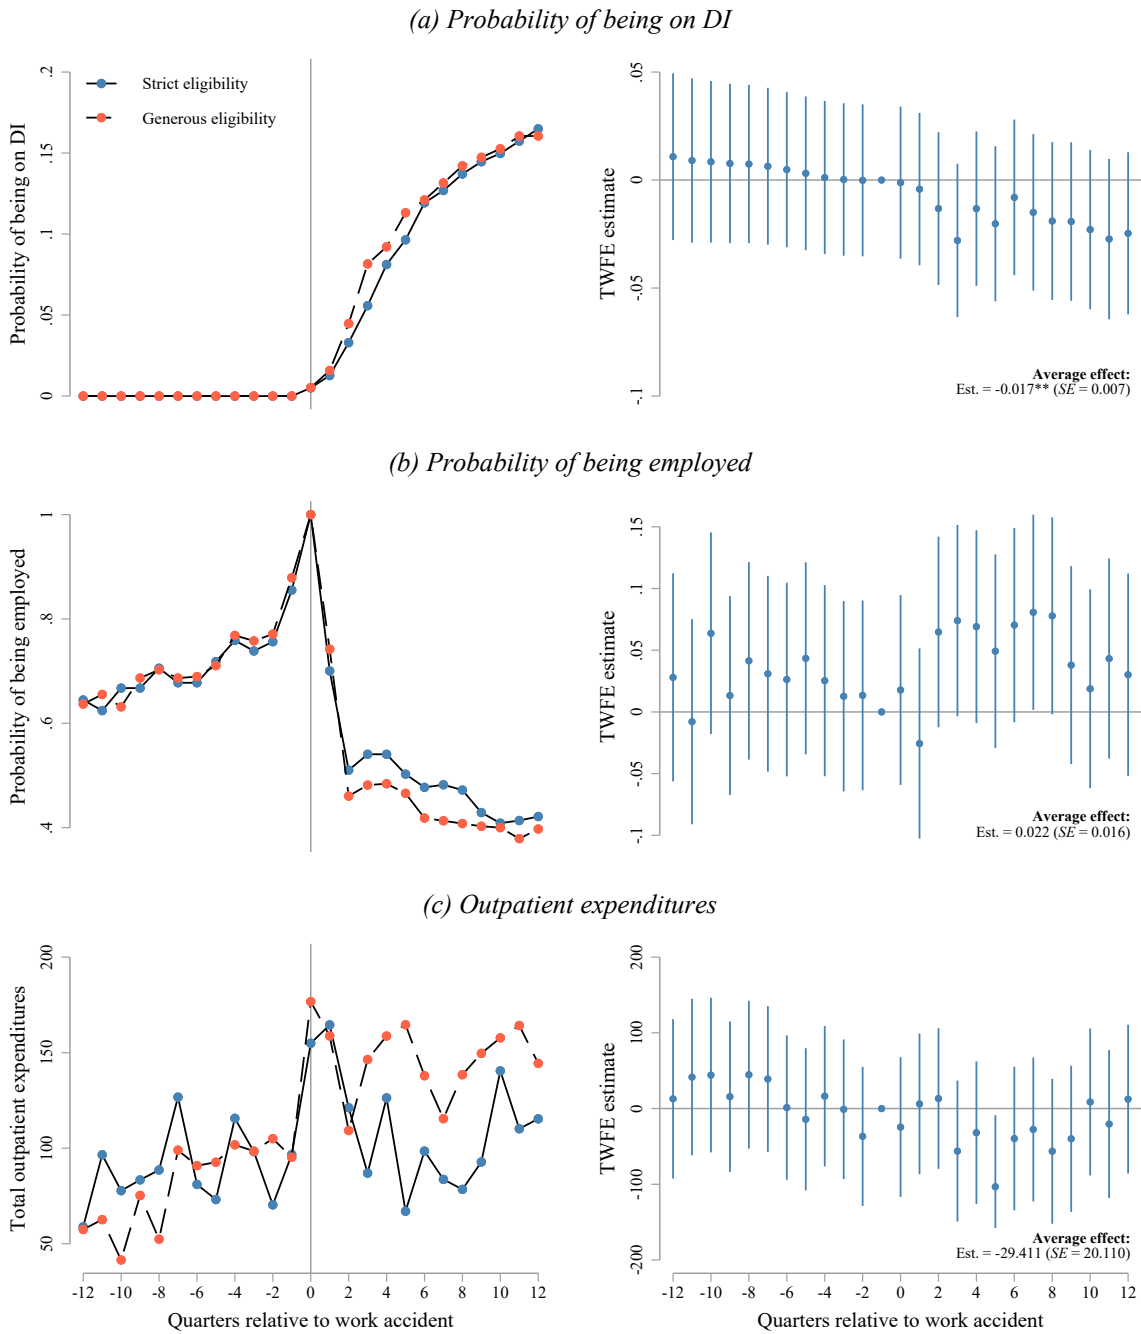 (a) Probability of being on DI
Probability of being on DI
.2
.15
.1
.05
0
Strict eligibility
Generous eligibility
TWFE estimate
.05
0
-.05
-.1
Average effect:
Est. = -0.017** (SE = 0.007)
(b) Probability of being employed
Probability of being employed
1
.8
.6
.4
TWFE estimate
.15
.1
.05
0
-.05
-.1
Average effect:
Est. = 0.022 (SE = 0.016)
(c) Outpatient expenditures
Total outpatient expenditures
200
150
100
50
-12 -10 -8 -6 -4 -2 0 2 4 6 8 10 12
Quarters relative to work accident
TWFE estimate
200
100
0
-100
-200
Average effect:
Est. = -29.411 (SE = 20.110)
-12 -10 -8 -6 -4 -2 0 2 4 6 8 10 12
Quarters relative to work accident